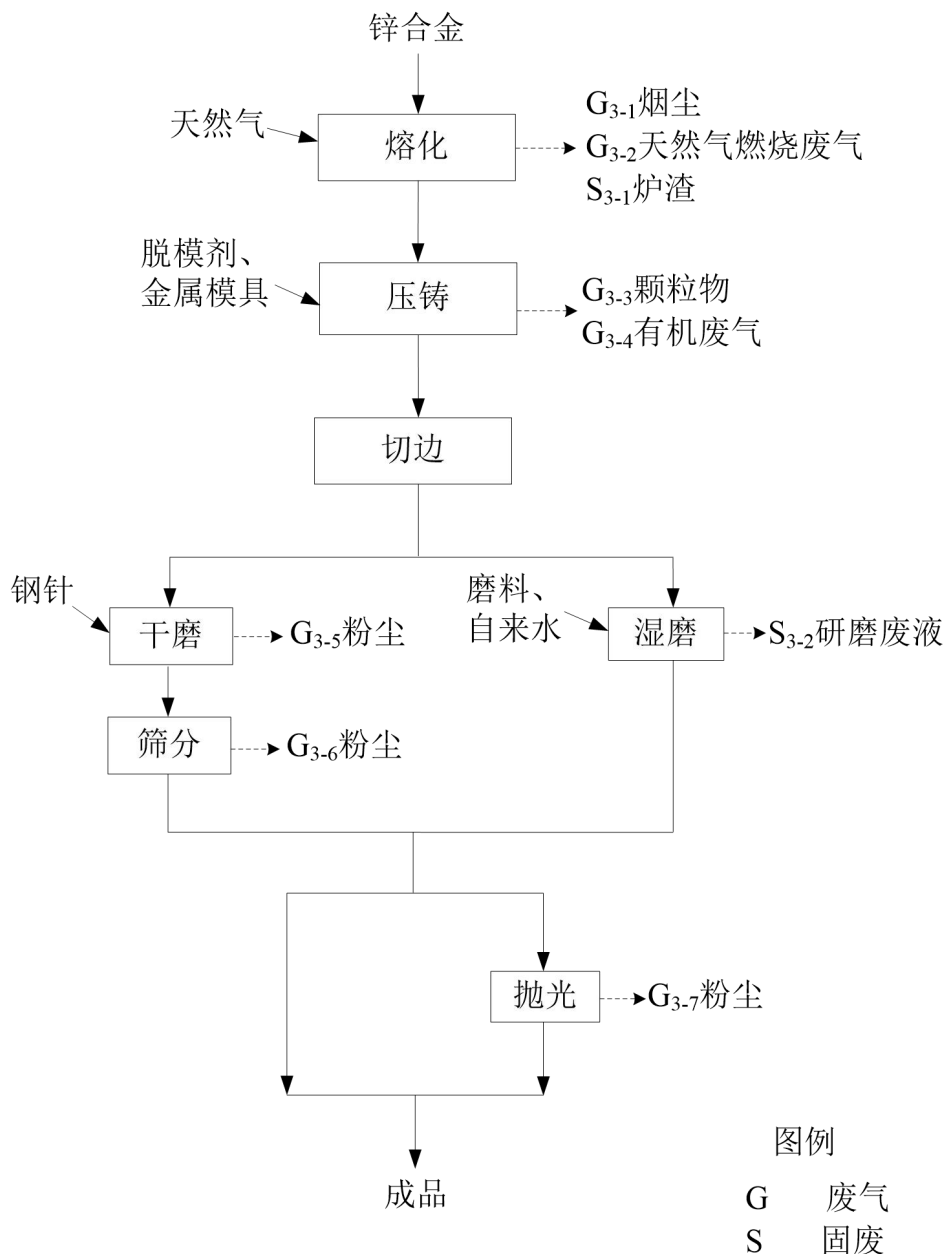 锌合金
天然气
熔化
G3-1烟尘
G3-2天然气燃烧废气
S3-1炉渣
脱模剂、
金属模具
压铸
G3-3颗粒物
G3-4有机废气
切边
钢针
干磨
G3-5粉尘
磨料、
自来水
湿磨
S3-2研磨废液
筛分
G3-6粉尘
抛光
G3-7粉尘
成品
图例
G 废气
S 固废